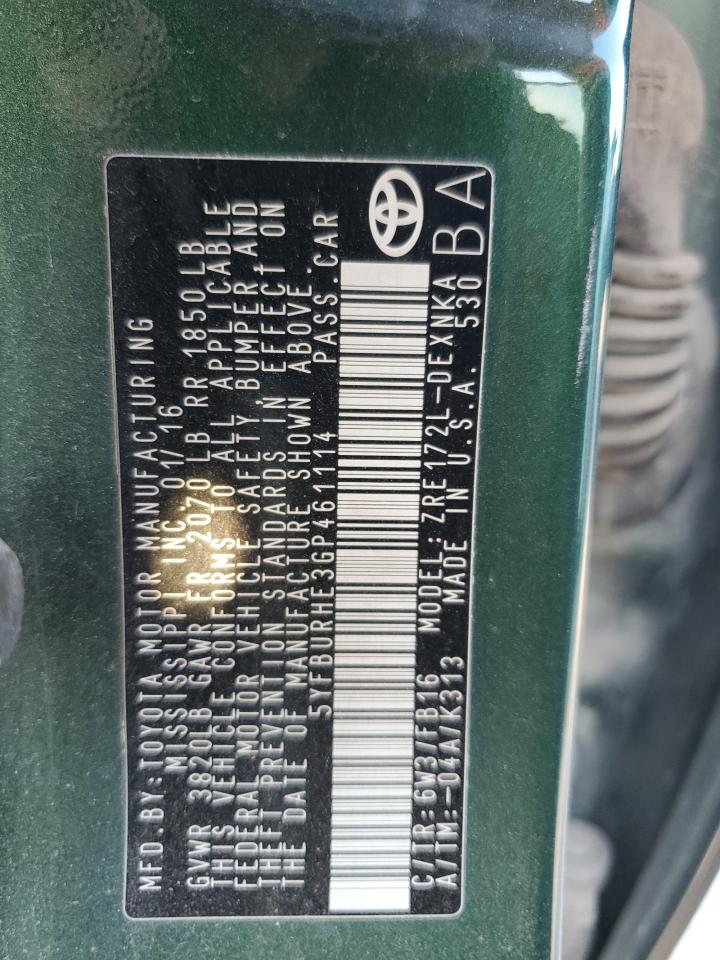 MFD.BY:TOYOTA MOTOR MANUFACTURING
MISSISSIPPI INC. 01/16
GVWR 3820LB GAWR FR 2070 LB RR 1850LB
THIS VEHICLE CONFORMS TO ALL APPLICABLE
FEDERAL MOTOR VEHICLE SAFETY, BUMPER AND
THEFT PREVENTION STANDARDS IN EFFECT ON
THE DATE OF MANUFACTURE SHOWN ABOVE.
5YFBURHE3GP461114 PASS.CAR
C/TR:6W3/FB16 MODEL:ZRE172L-DEXNKA
A/TM:-04A/K313 MADE IN U.S.A. 530 BA